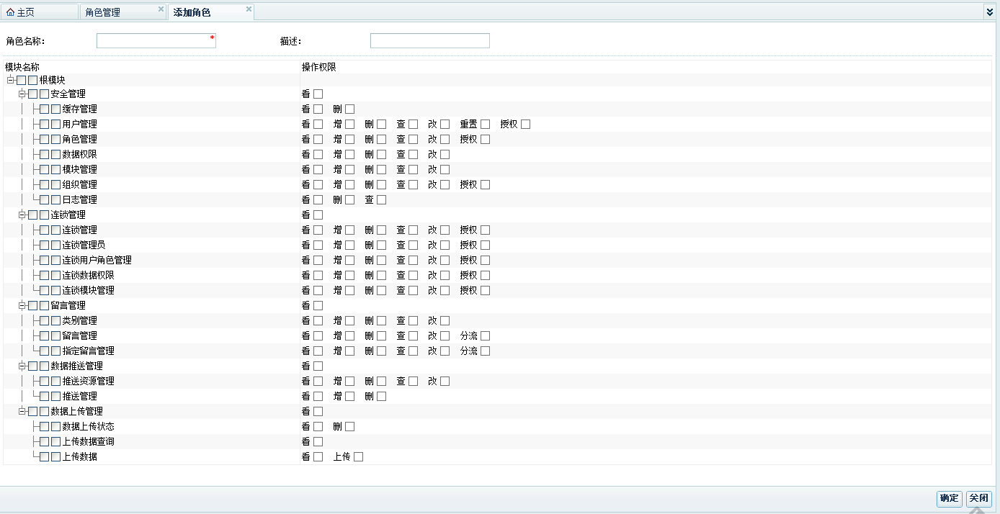 主页 角色管理 添加角色
角色名称： * 描述：
模块名称 操作权限
根模块
安全管理 看
缓存管理 看 删
用户管理 看 增 删 查 改 重置 授权
角色管理 看 增 删 查 改 授权
数据权限 看 增 删 查 改
模块管理 看 增 删 查 改
组织管理 看 增 删 查 改 授权
日志管理 看 删 查
连锁管理 看
连锁管理 看 增 删 查 改 授权
连锁管理员 看 增 删 查 改 授权
连锁用户角色管理 看 增 删 查 改 授权
连锁数据权限 看 增 删 查 改 授权
连锁模块管理 看 增 删 查 改 授权
留言管理 看
类别管理 看 增 删 查 改
留言管理 看 增 删 查 改 分流
指定留言管理 看 增 删 查 改 分流
数据推送管理 看
推送资源管理 看 增 删 查 改
推送管理 看 增 删
数据上传管理 看
数据上传状态 看 删
上传数据查询 看
上传数据 看 上传
确定 关闭